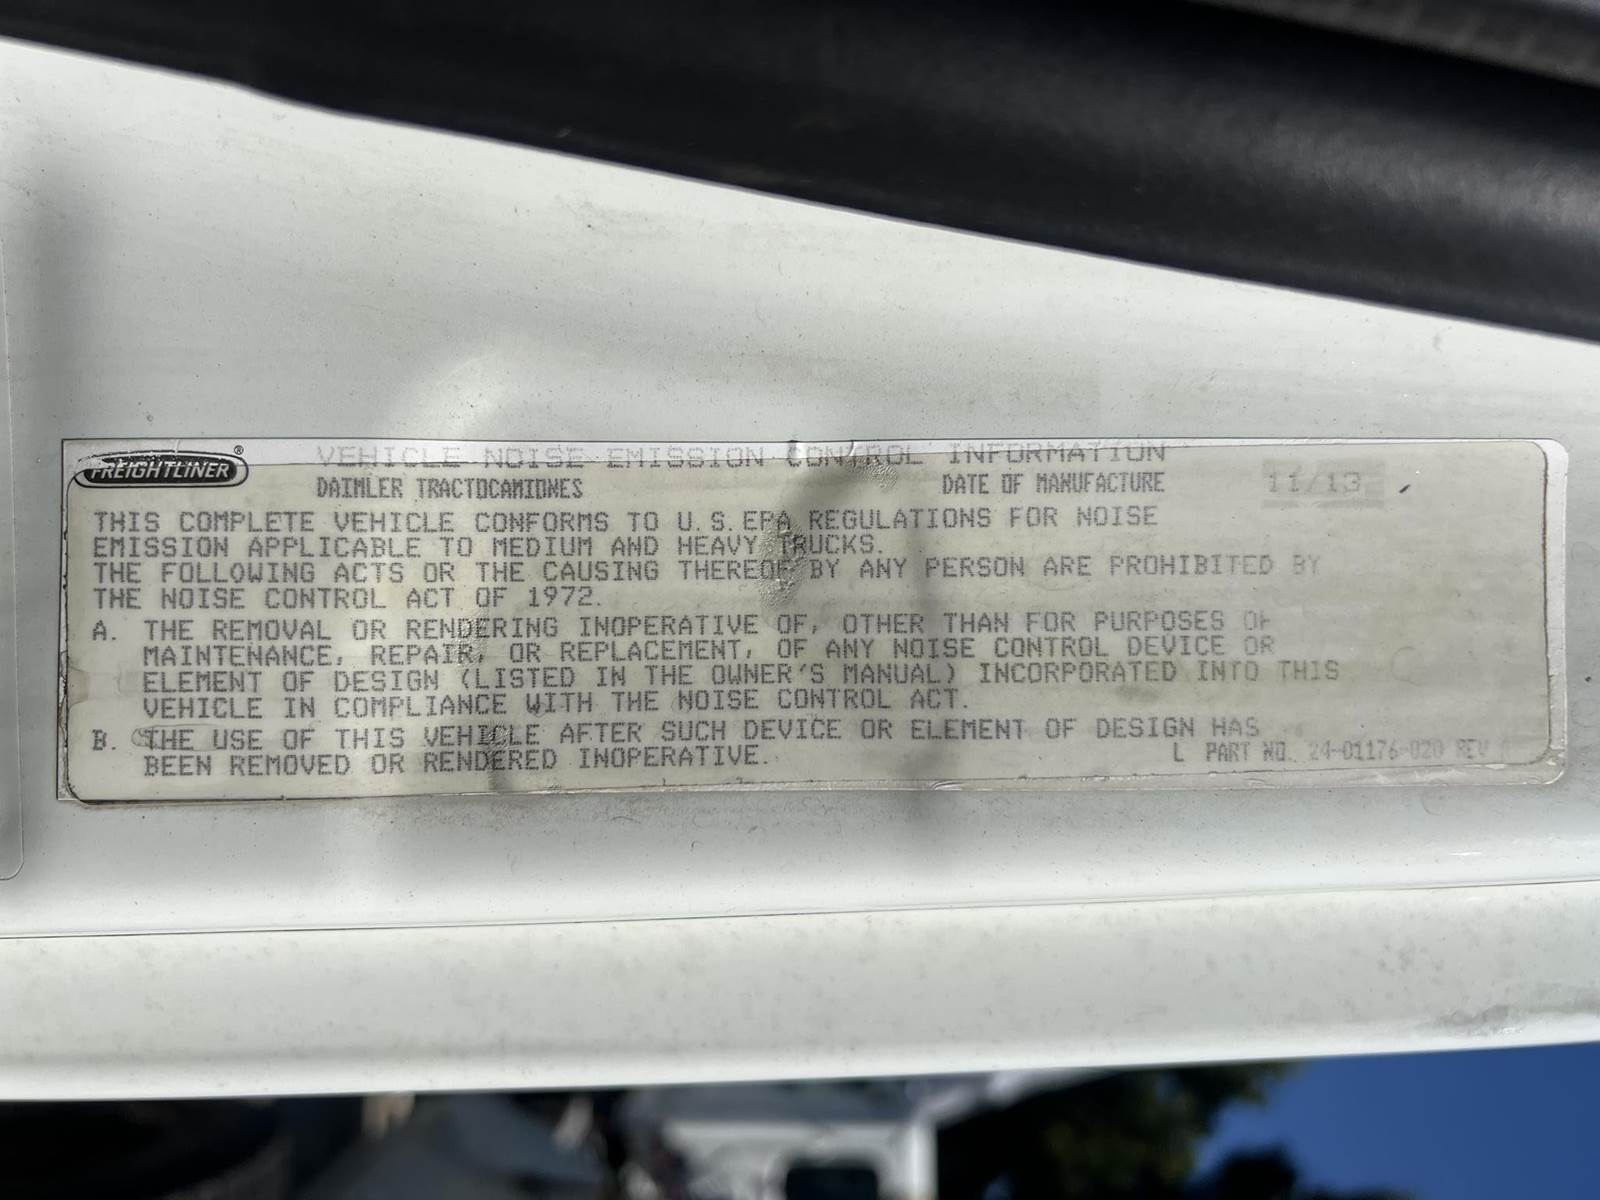 FREIGHTLINER®
VEHICLE NOISE EMISSION CONTROL INFORMATION
DAIMLER TRACTOCAMIONES DATE OF MANUFACTURE 11/13
THIS COMPLETE VEHICLE CONFORMS TO U.S.EPA REGULATIONS FOR NOISE
EMISSION APPLICABLE TO MEDIUM AND HEAVY TRUCKS.
THE FOLLOWING ACTS OR THE CAUSING THEREOF BY ANY PERSON ARE PROHIBITED BY
THE NOISE CONTROL ACT OF 1972.
A. THE REMOVAL OR RENDERING INOPERATIVE OF, OTHER THAN FOR PURPOSES OF
MAINTENANCE, REPAIR, OR REPLACEMENT, OF ANY NOISE CONTROL DEVICE OR
ELEMENT OF DESIGN (LISTED IN THE OWNER'S MANUAL) INCORPORATED INTO THIS
VEHICLE IN COMPLIANCE WITH THE NOISE CONTROL ACT.
B. THE USE OF THIS VEHICLE AFTER SUCH DEVICE OR ELEMENT OF DESIGN HAS
BEEN REMOVED OR RENDERED INOPERATIVE.
L PART NO. 24-01176-020 REV